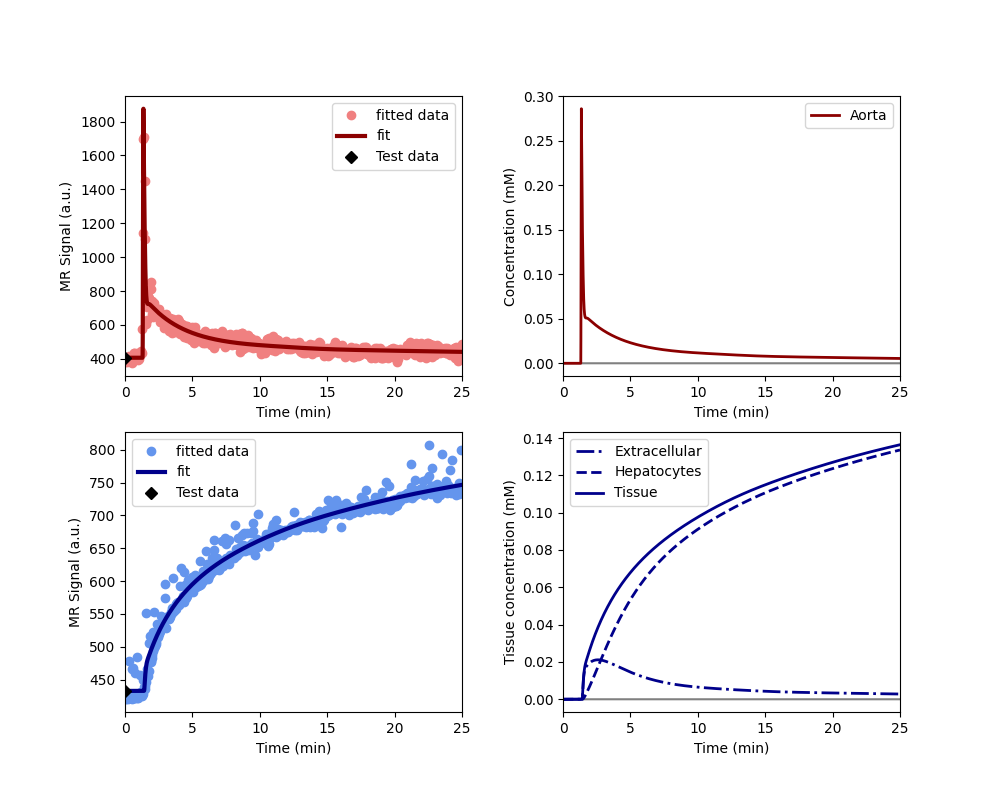 MR Signal (a.u.)
1800
1600
1400
1200
1000
800
600
400
fitted data
fit
Test data
0 5 10 15 20 25
Time (min)
Concentration (mM)
0.30
0.25
0.20
0.15
0.10
0.05
0.00
Aorta
0 5 10 15 20 25
Time (min)
MR Signal (a.u.)
800
750
700
650
600
550
500
450
fitted data
fit
Test data
0 5 10 15 20 25
Time (min)
Tissue concentration (mM)
0.14
0.12
0.10
0.08
0.06
0.04
0.02
0.00
Extracellular
Hepatocytes
Tissue
0 5 10 15 20 25
Time (min)